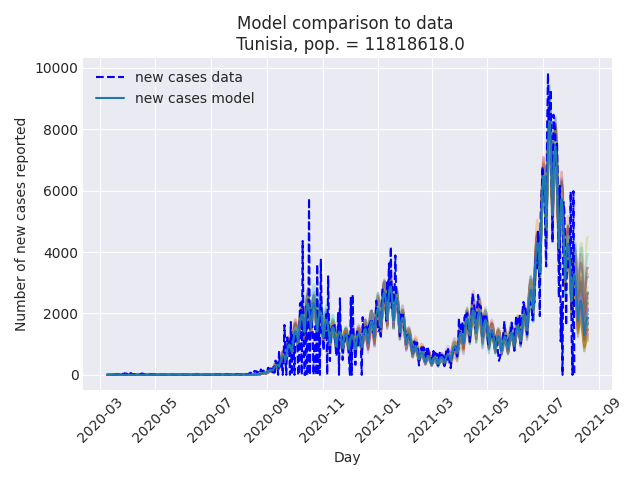 Model comparison to data
Tunisia, pop. = 11818618.0
new cases data
new cases model
Number of new cases reported
10000
8000
6000
4000
2000
0
2020-03
2020-05
2020-07
2020-09
2020-11
2021-01
2021-03
2021-05
2021-07
2021-09
Day